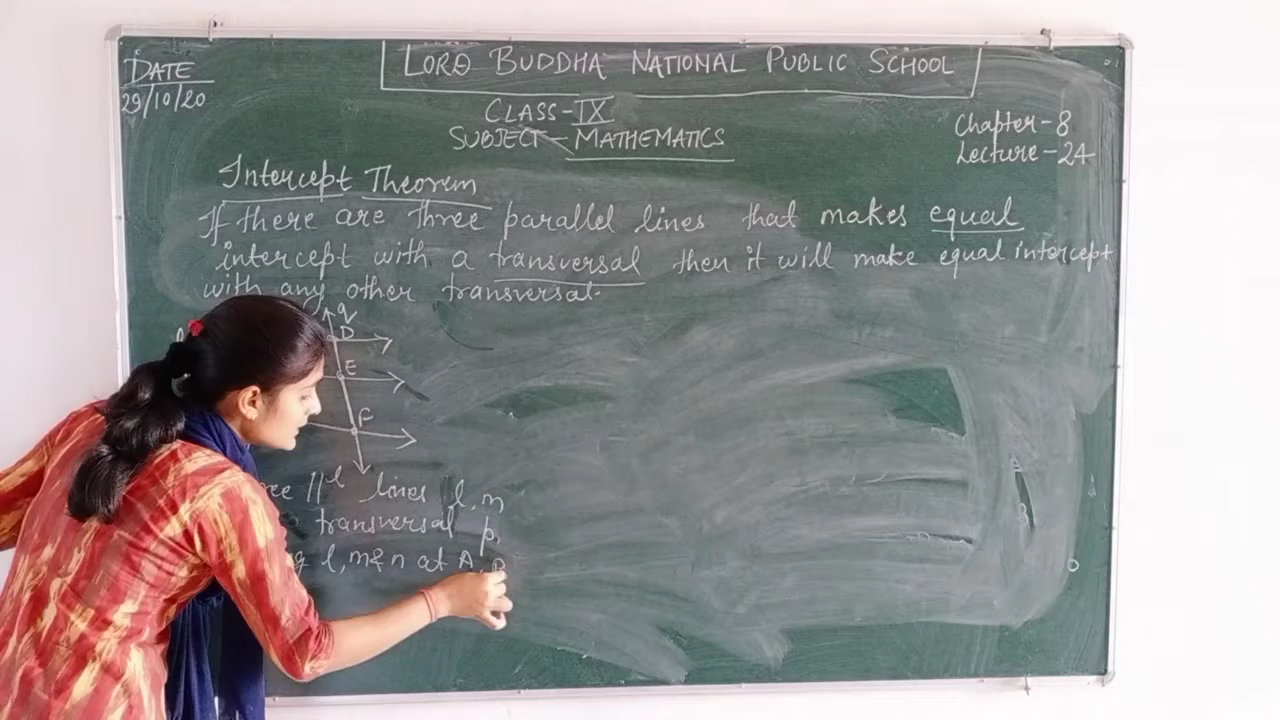 DATE
29/10/20
LORD BUDDHA NATIONAL PUBLIC SCHOOL
CLASS-IX
SUBJECT - MATHEMATICS
Chapter-8
Lecture-24
Intercept Theorem
If there are three parallel lines that makes equal
intercept with a transversal then it will make equal intercept
with any other transversal.
q
D
E
F
//el lines l, m
transversal p,
l, m & n at A, B